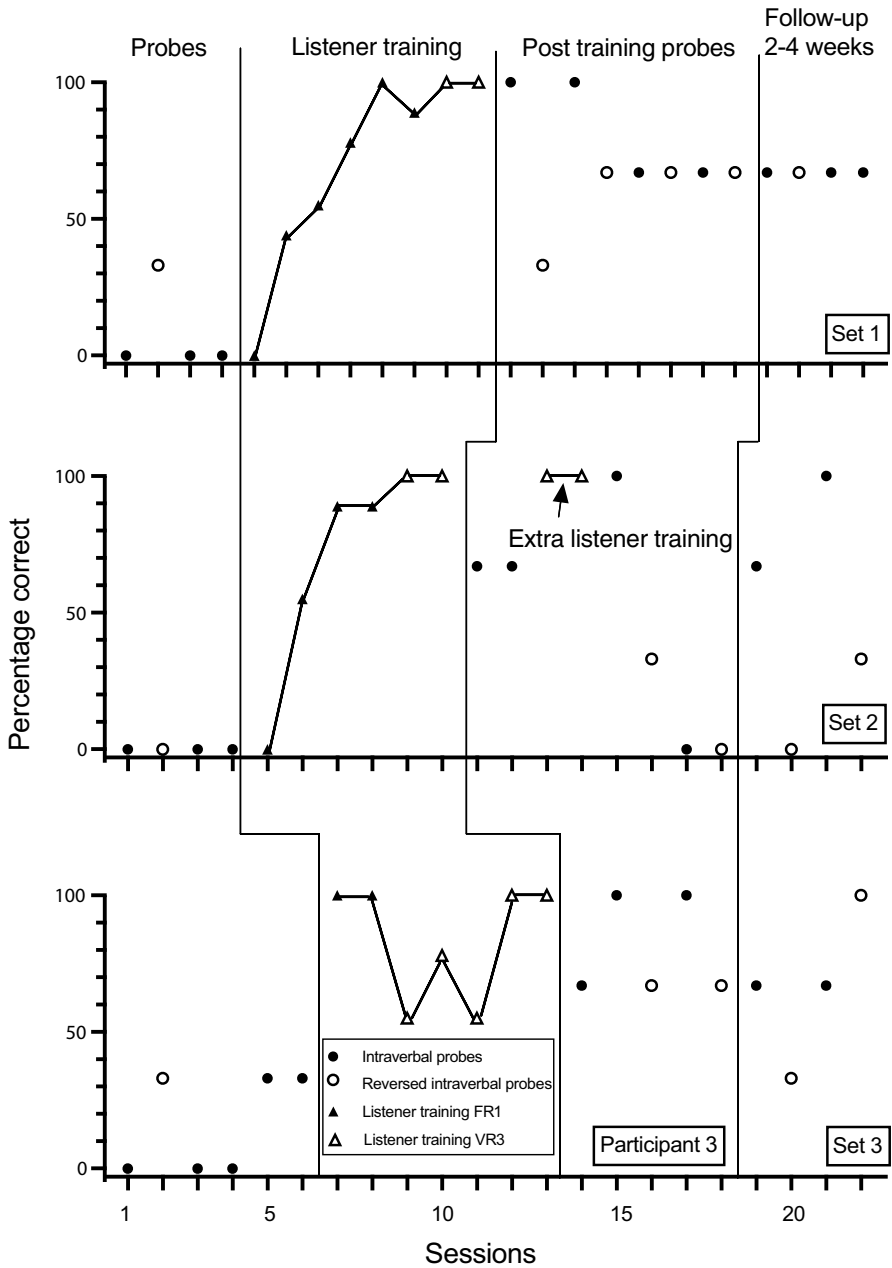 Probes
Listener training
Post training probes
Follow-up
2-4 weeks
100
50
0
Set 1
100
50
0
Extra listener training
Set 2
Percentage correct
100
50
0
Intraverbal probes
Reversed intraverbal probes
Listener training FR1
Listener training VR3
Participant 3
Set 3
1
5
10
15
20
Sessions